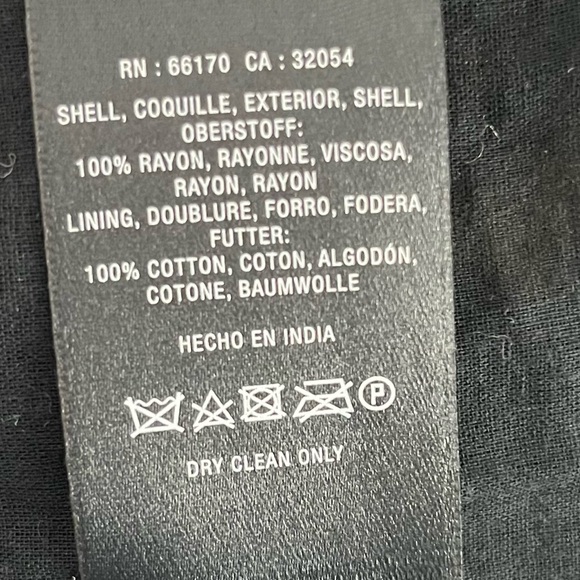 RN : 66170 CA : 32054
SHELL, COQUILLE, EXTERIOR, SHELL,
OBERSTOFF:
100% RAYON, RAYONNE, VISCOSA,
RAYON, RAYON
LINING, DOUBLURE, FORRO, FODERA,
FUTTER:
100% COTTON, COTON, ALGODÓN,
COTONE, BAUMWOLLE
HECHO EN INDIA
P
DRY CLEAN ONLY